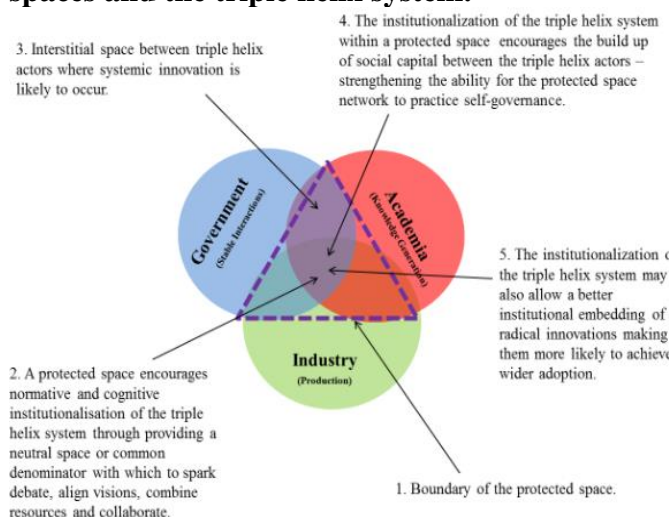 spaces and the triple helix system.
4. The institutionalization of the triple helix system
within a protected space encourages the build up
of social capital between the triple helix actors –
strengthening the ability for the protected space
network to practice self-governance.
3. Interstitial space between triple helix
actors where systemic innovation is
likely to occur.
Government
(Stable Interactions)
Academia
(Knowledge Generation)
5. The institutionalization o
the triple helix system may
also allow a better
institutional embedding of
radical innovations making
them more likely to achieve
wider adoption.
Industry
(Production)
2. A protected space encourages
normative and cognitive
institutionalisation of the triple
helix system through providing a
neutral space or common
denominator with which to spark
debate, align visions, combine
resources and collaborate.
1. Boundary of the protected space.